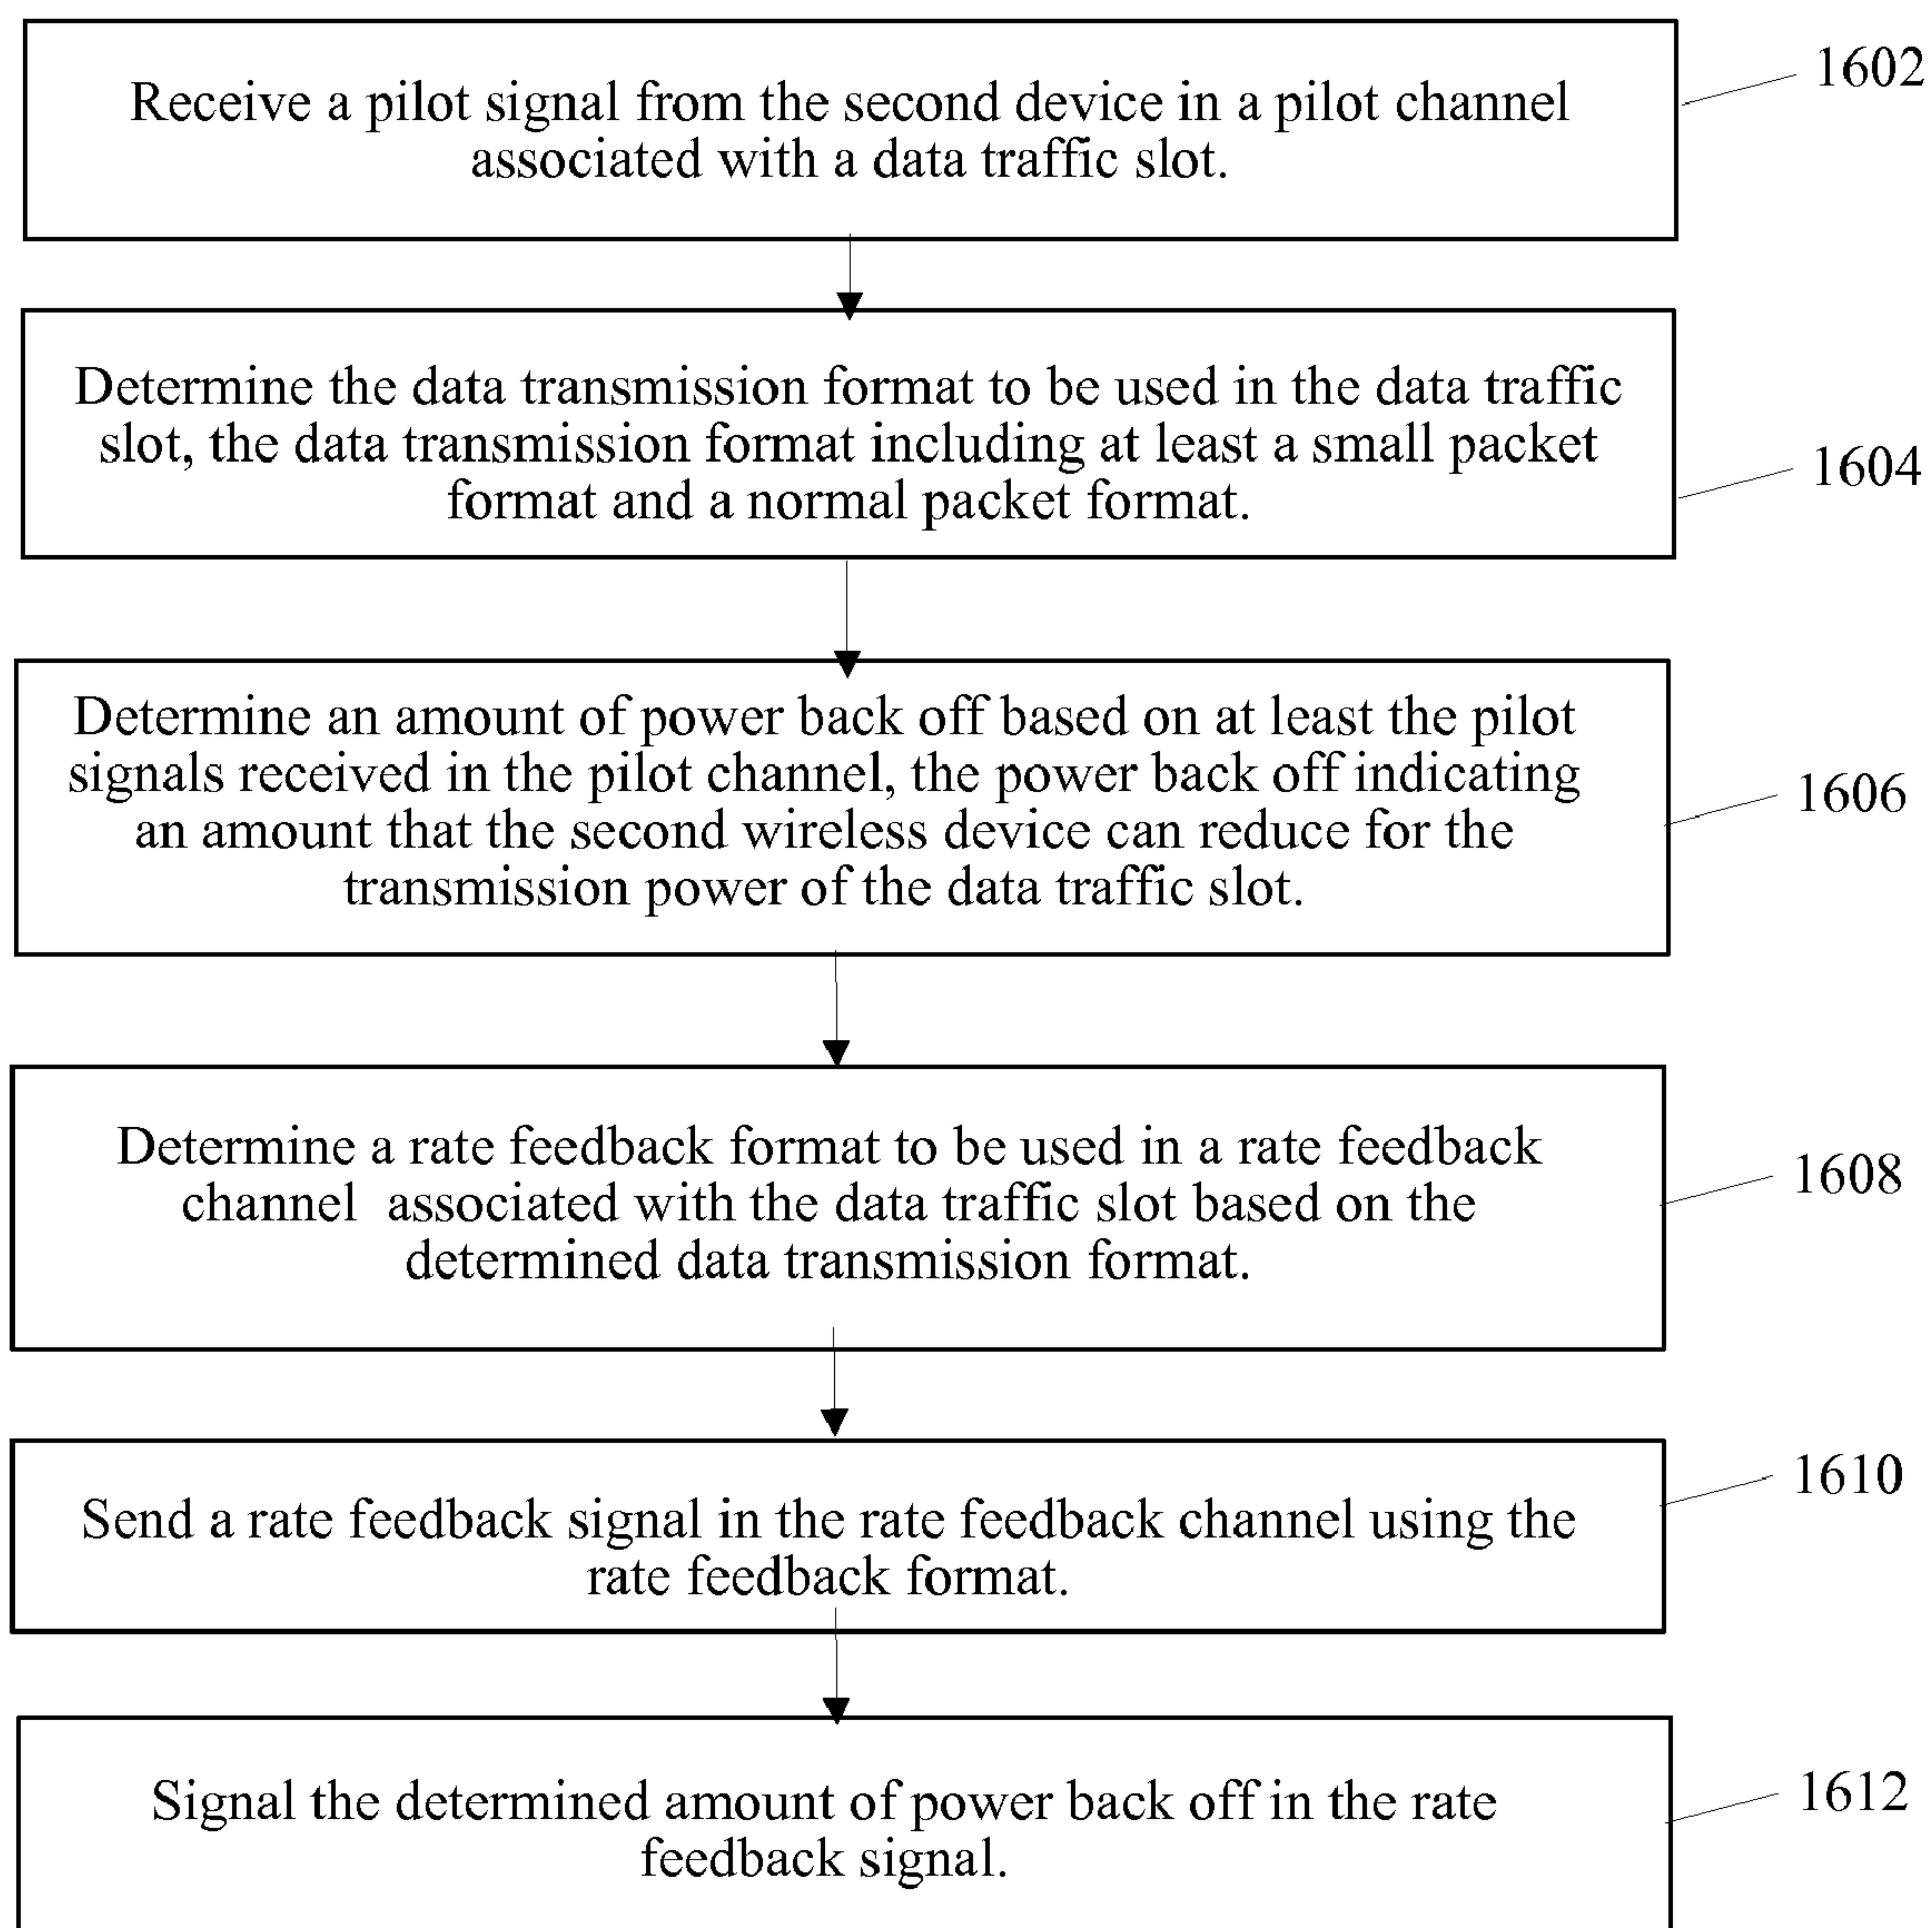 Receive a pilot signal from the second device in a pilot channel
associated with a data traffic slot.
1602
Determine the data transmission format to be used in the data traffic
slot, the data transmission format including at least a small packet
format and a normal packet format.
1604
Determine an amount of power back off based on at least the pilot
signals received in the pilot channel, the power back off indicating
an amount that the second wireless device can reduce for the
transmission power of the data traffic slot.
1606
Determine a rate feedback format to be used in a rate feedback
channel associated with the data traffic slot based on the
determined data transmission format.
1608
Send a rate feedback signal in the rate feedback channel using the
rate feedback format.
1610
Signal the determined amount of power back off in the rate
feedback signal.
1612